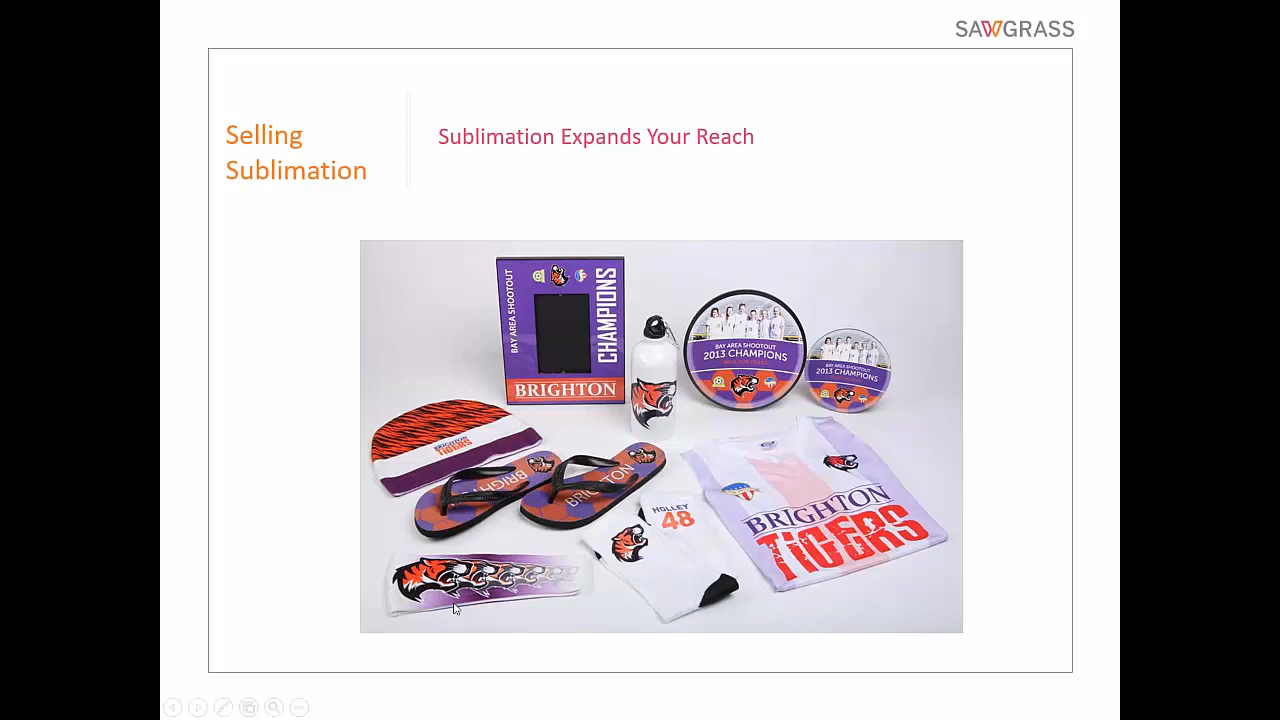 SAWGRASS
Selling
Sublimation
Sublimation Expands Your Reach
BAY AREA SHOOTOUT
CHAMPIONS
BRIGHTON
BAY AREA SHOOTOUT
2013 CHAMPIONS
BAY AREA SHOOTOUT
2013 CHAMPIONS
BRIGHTON
TIGERS
BRIGHTON
BRIGHTON
HOLLEY
48
BRIGHTON
TIGERS